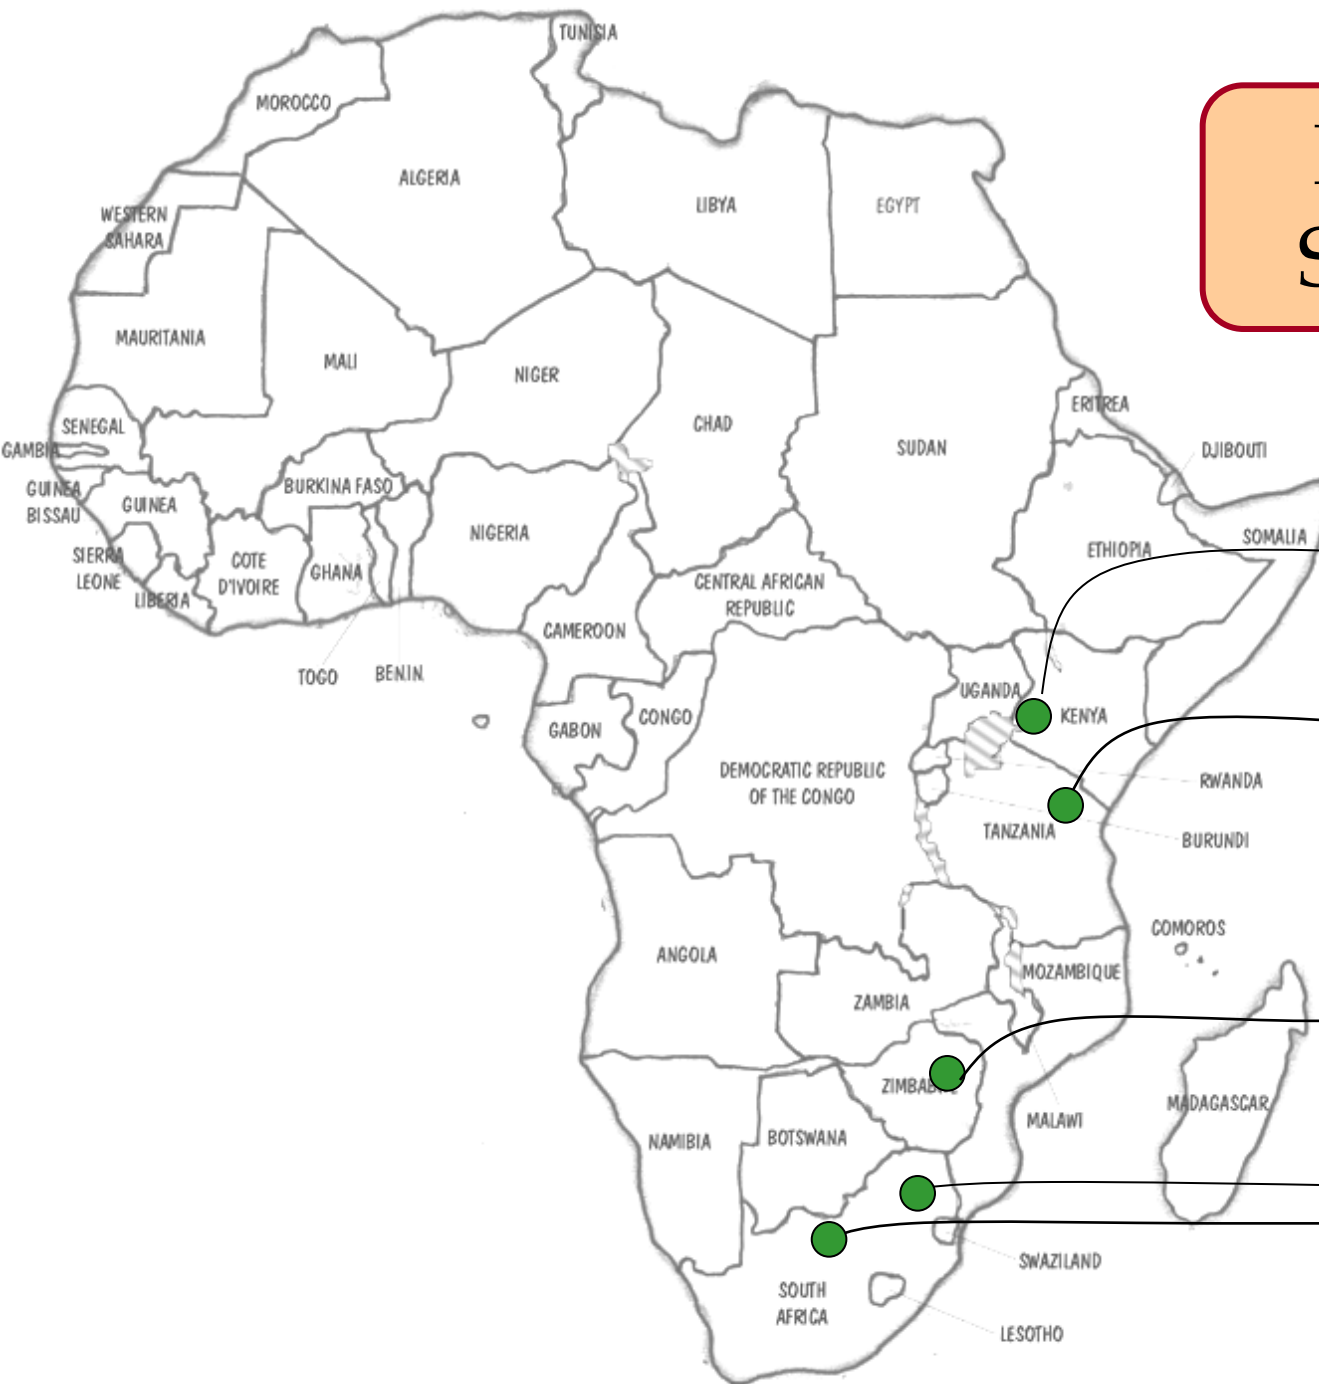 TUNISIA
MOROCCO
ALGERIA
LIBYA
EGYPT
WESTERN
SAHARA
MAURITANIA
MALI
NIGER
CHAD
SUDAN
ERITREA
DJIBOUTI
SENEGAL
GAMBIA
GUINEA
BISSAU
GUINEA
BURKINA FASO
NIGERIA
ETHIOPIA
SOMALIA
SIERRA
LEONE
LIBERIA
COTE
D'IVOIRE
GHANA
TOGO
BENIN
CENTRAL AFRICAN
REPUBLIC
CAMEROON
GABON
CONGO
UGANDA
KENYA
DEMOCRATIC REPUBLIC
OF THE CONGO
RWANDA
TANZANIA
BURUNDI
COMOROS
ANGOLA
ZAMBIA
MOZAMBIQUE
MALAWI
MADAGASCAR
NAMIBIA
BOTSWANA
SWAZILAND
SOUTH
AFRICA
LESOTHO
S